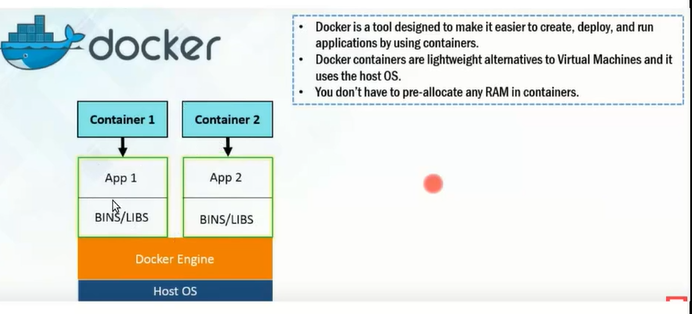 docker
• Docker is a tool designed to make it easier to create, deploy, and run
applications by using containers.
• Docker containers are lightweight alternatives to Virtual Machines and it
uses the host OS.
• You don't have to pre-allocate any RAM in containers.
Container 1
Container 2
App 1
App 2
BINS/LIBS
BINS/LIBS
Docker Engine
Host OS